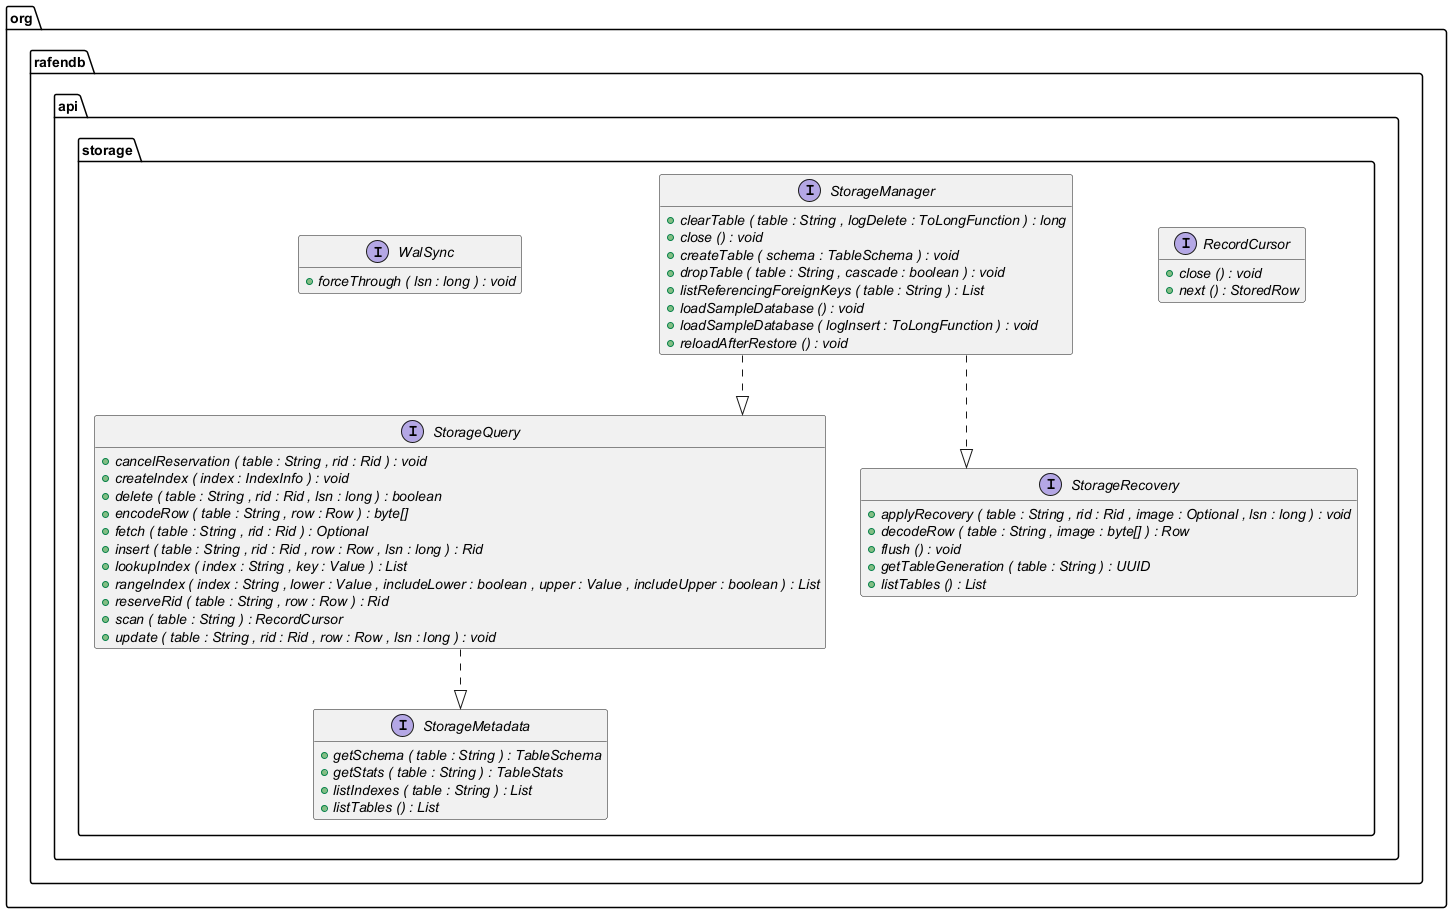 org
rafendb
api
storage
I StorageManager
clearTable ( table : String , logDelete : ToLongFunction ) : long
close () : void
createTable ( schema : TableSchema ) : void
dropTable ( table : String , cascade : boolean ) : void
listReferencingForeignKeys ( table : String ) : List
loadSampleDatabase () : void
loadSampleDatabase ( logInsert : ToLongFunction ) : void
reloadAfterRestore () : void
I WalSync
forceThrough ( lsn : long ) : void
I RecordCursor
close () : void
next () : StoredRow
I StorageQuery
cancelReservation ( table : String , rid : Rid ) : void
createIndex ( index : IndexInfo ) : void
delete ( table : String , rid : Rid , lsn : long ) : boolean
encodeRow ( table : String , row : Row ) : byte[]
fetch ( table : String , rid : Rid ) : Optional
insert ( table : String , rid : Rid , row : Row , lsn : long ) : Rid
lookupIndex ( index : String , key : Value ) : List
rangeIndex ( index : String , lower : Value , includeLower : boolean , upper : Value , includeUpper : boolean ) : List
reserveRid ( table : String , row : Row ) : Rid
scan ( table : String ) : RecordCursor
update ( table : String , rid : Rid , row : Row , lsn : long ) : void
I StorageRecovery
applyRecovery ( table : String , rid : Rid , image : Optional , lsn : long ) : void
decodeRow ( table : String , image : byte[] ) : Row
flush () : void
getTableGeneration ( table : String ) : UUID
listTables () : List
I StorageMetadata
getSchema ( table : String ) : TableSchema
getStats ( table : String ) : TableStats
listIndexes ( table : String ) : List
listTables () : List